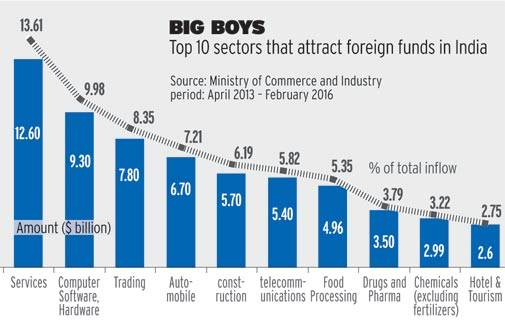 BIG BOYS
Top 10 sectors that attract foreign funds in India
Source: Ministry of Commerce and Industry
period: April 2013 - February 2016
13.61
9.98
8.35
7.21
6.19
5.82
5.35
3.79
3.22
2.75
% of total inflow
12.60
9.30
7.80
6.70
5.70
5.40
4.96
3.50
2.99
2.6
Amount ($ billion)
Services
Computer
Software,
Hardware
Trading
Auto-
mobile
const-
ruction
telecomm-
unications
Food
Processing
Drugs and
Pharma
Chemicals
(excluding
fertilizers)
Hotel &
Tourism